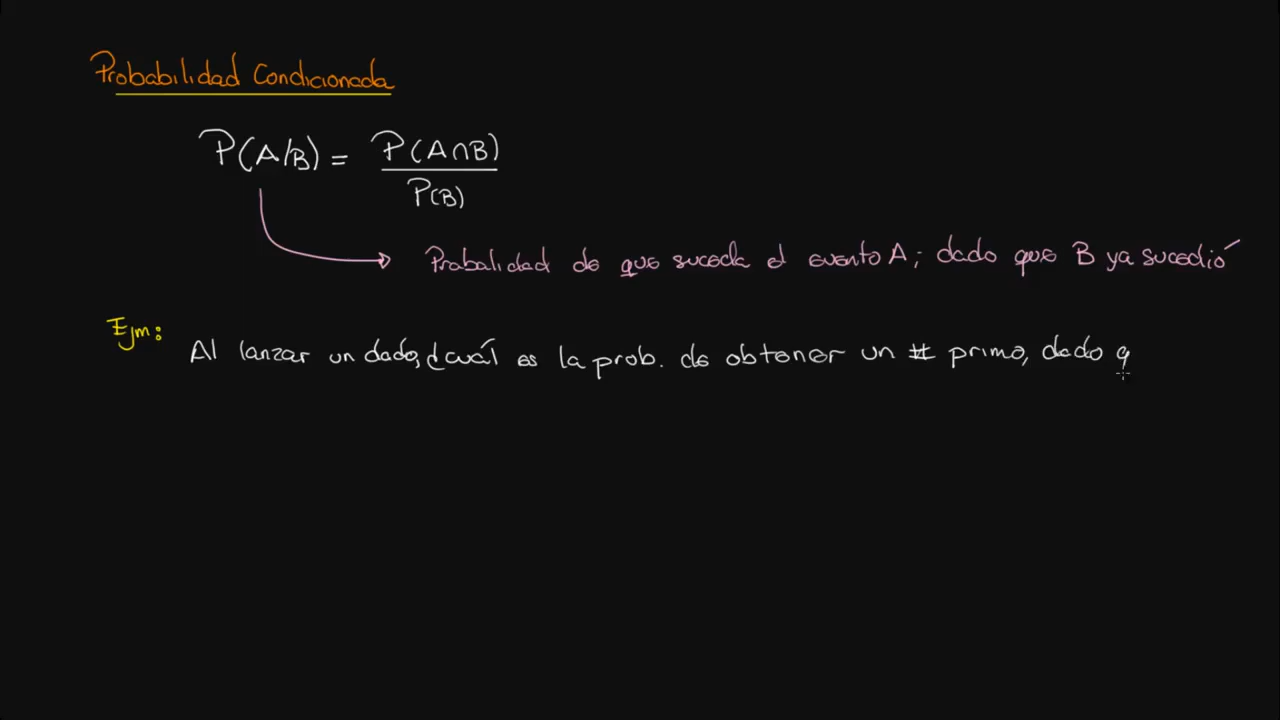 Probabilidad Condicionada
P(A/B) = P(A∩B) / P(B)
Probalidad de que suceda el evento A; dado que B ya sucedió
Ejm:
Al lanzar un dado, ¿cuál es la prob. de obtener un # primo, dado q